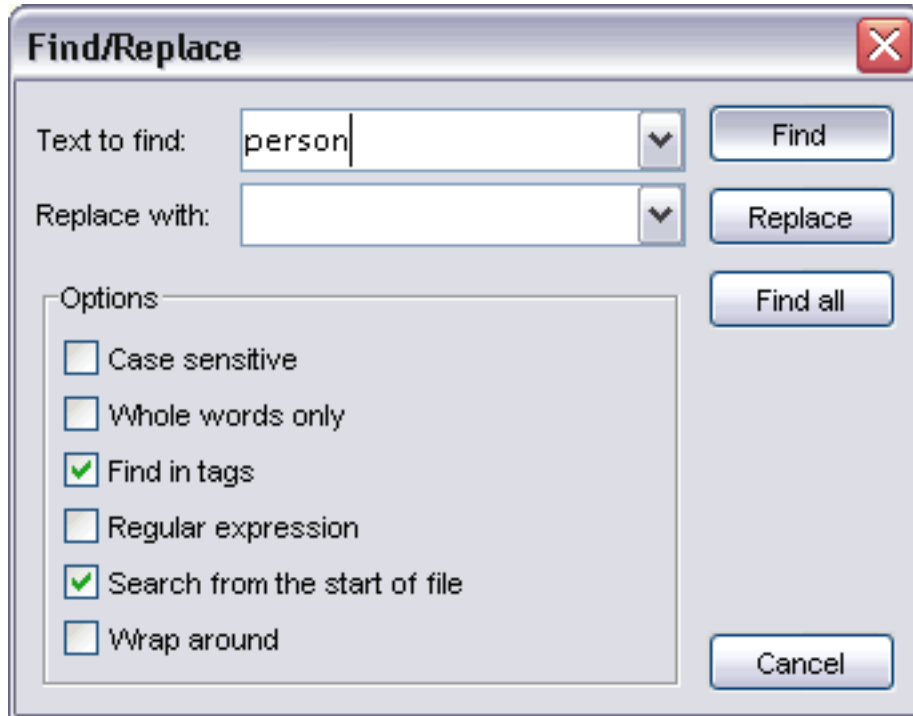 Find/Replace
Text to find: person Find
Replace with: Replace
Find all
Options
Case sensitive
Whole words only
Find in tags
Regular expression
Search from the start of file
Wrap around
Cancel